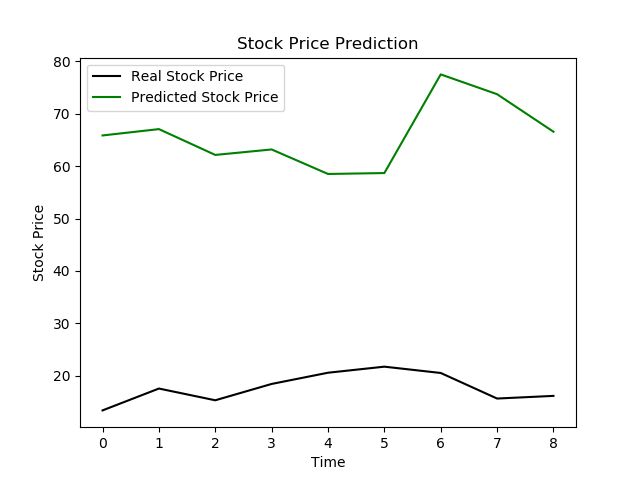 Stock Price Prediction
Real Stock Price
Predicted Stock Price
Stock Price
80
70
60
50
40
30
20
0 1 2 3 4 5 6 7 8
Time